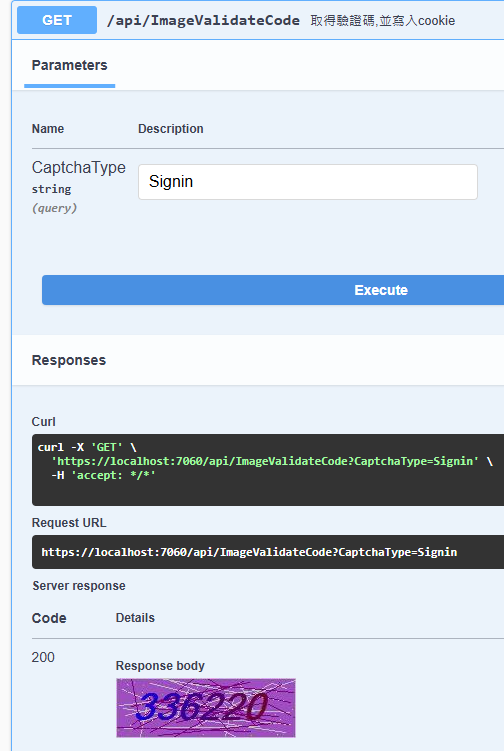 GET /api/ImageValidateCode 取得驗證碼,並寫入cookie
Parameters
Name Description
CaptchaType Signin
string
(query)
Execute
Responses
Curl
curl -X 'GET' \
'https://localhost:7060/api/ImageValidateCode?CaptchaType=Signin' \
-H 'accept: */*'
Request URL
https://localhost:7060/api/ImageValidateCode?CaptchaType=Signin
Server response
Code Details
200
Response body
336220